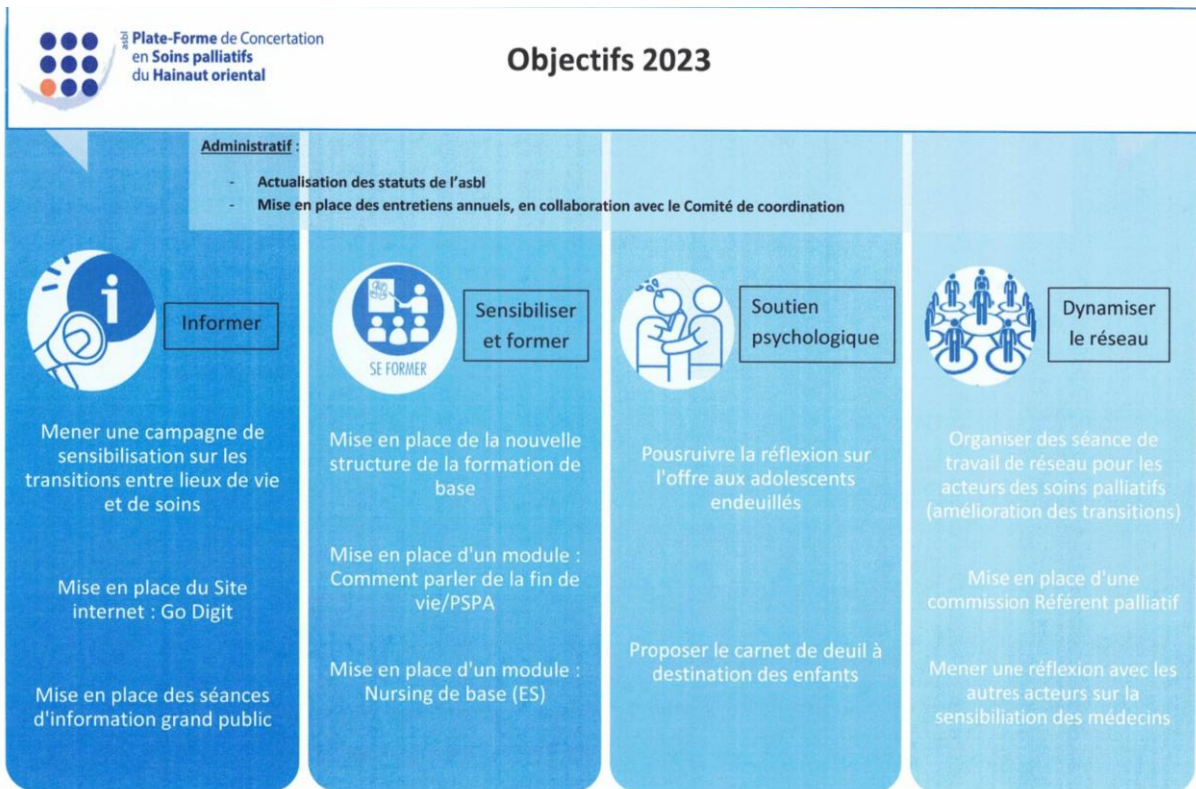 asbl
Plate-Forme de Concertation
en Soins palliatifs
du Hainaut oriental
Objectifs 2023
Administratif :
- Actualisation des statuts de l'asbl
- Mise en place des entretiens annuels, en collaboration avec le Comité de coordination
i
Informer
Mener une campagne de
sensibilisation sur les
transitions entre lieux de vie
et de soins
Mise en place du Site
internet : Go Digit
Mise en place des séances
d'information grand public
SE FORMER
Sensibiliser
et former
Mise en place de la nouvelle
structure de la formation de
base
Mise en place d'un module :
Comment parler de la fin de
vie/PSPA
Mise en place d'un module :
Nursing de base (ES)
Soutien
psychologique
Pousruivre la réflexion sur
l'offre aux adolescents
endeuillés
Proposer le carnet de deuil à
destination des enfants
Dynamiser
le réseau
Organiser des séance de
travail de réseau pour les
acteurs des soins palliatifs
(amélioration des transitions)
Mise en place d'une
commission Référent palliatif
Mener une réflexion avec les
autres acteurs sur la
sensibiliation des médecins